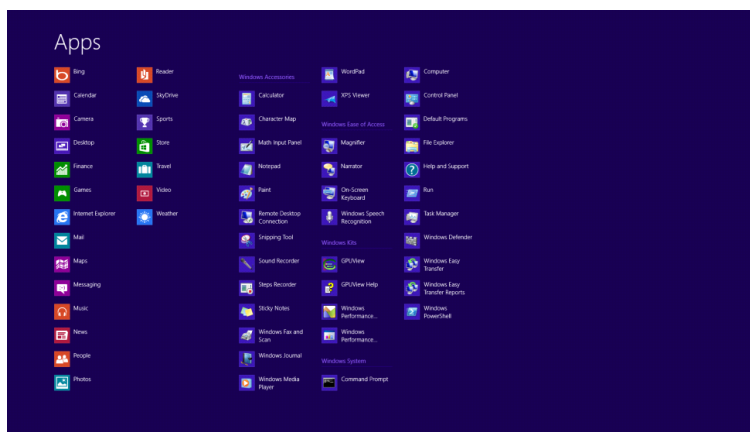 Apps
Bing
Calendar
Camera
Desktop
Finance
Games
Internet Explorer
Mail
Maps
Messaging
Music
News
People
Photos
Reader
SkyDrive
Sports
Store
Travel
Video
Weather
Windows Accessories
Calculator
Character Map
Math Input Panel
Notepad
Paint
Remote Desktop
Connection
Snipping Tool
Sound Recorder
Steps Recorder
Sticky Notes
Windows Fax and
Scan
Windows Journal
Windows Media
Player
WordPad
XPS Viewer
Windows Ease of Access
Magnifier
Narrator
On-Screen
Keyboard
Windows Speech
Recognition
Windows Kits
GPUView
GPUView Help
Windows
Performance...
Windows
Performance...
Windows System
Command Prompt
Computer
Control Panel
Default Programs
File Explorer
Help and Support
Run
Task Manager
Windows Defender
Windows Easy
Transfer
Windows Easy
Transfer Reports
Windows
PowerShell